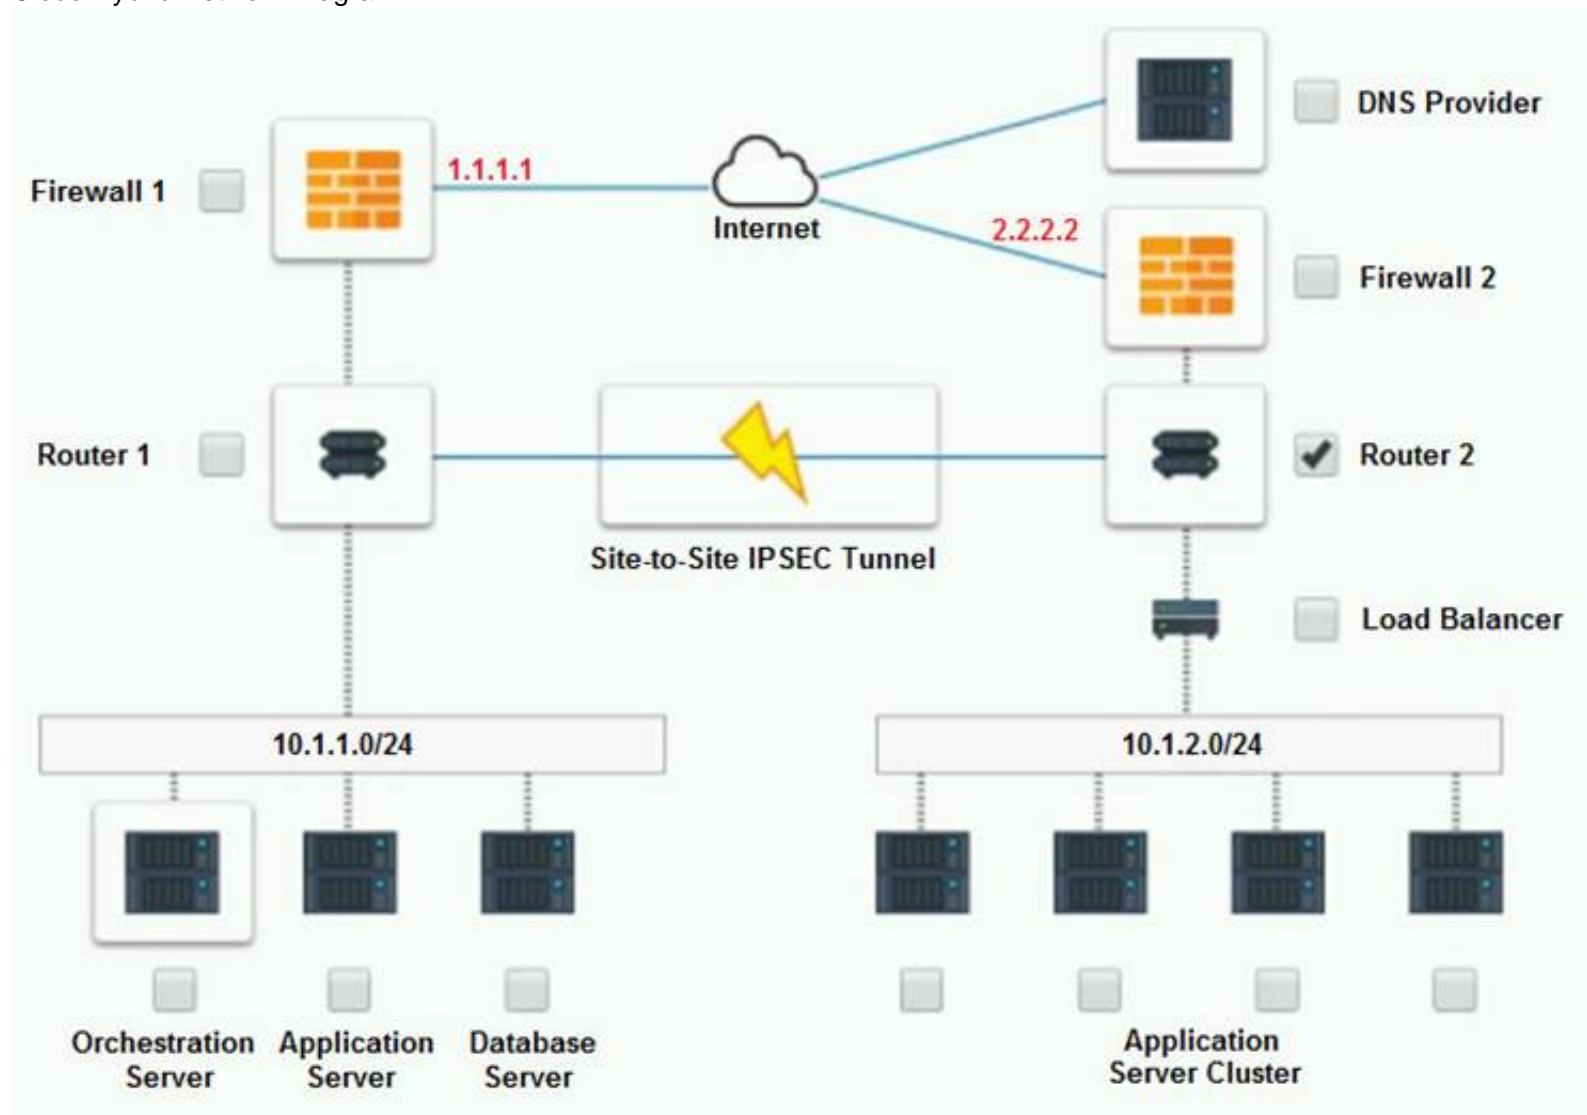 DNS Provider
Firewall 1
1.1.1.1
Internet
2.2.2.2
Firewall 2
Router 1
Router 2
Site-to-Site IPSEC Tunnel
Load Balancer
10.1.1.0/24
10.1.2.0/24
Orchestration
Server
Application
Server
Database
Server
Application
Server Cluster